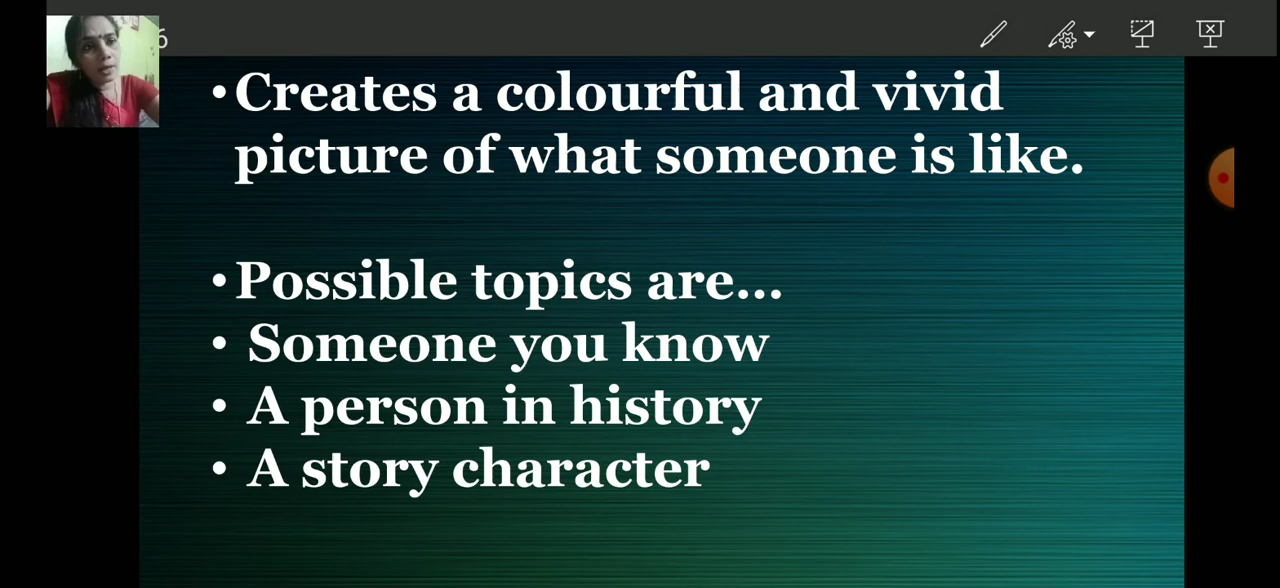 6
• Creates a colourful and vivid
picture of what someone is like.
• Possible topics are...
• Someone you know
• A person in history
• A story character